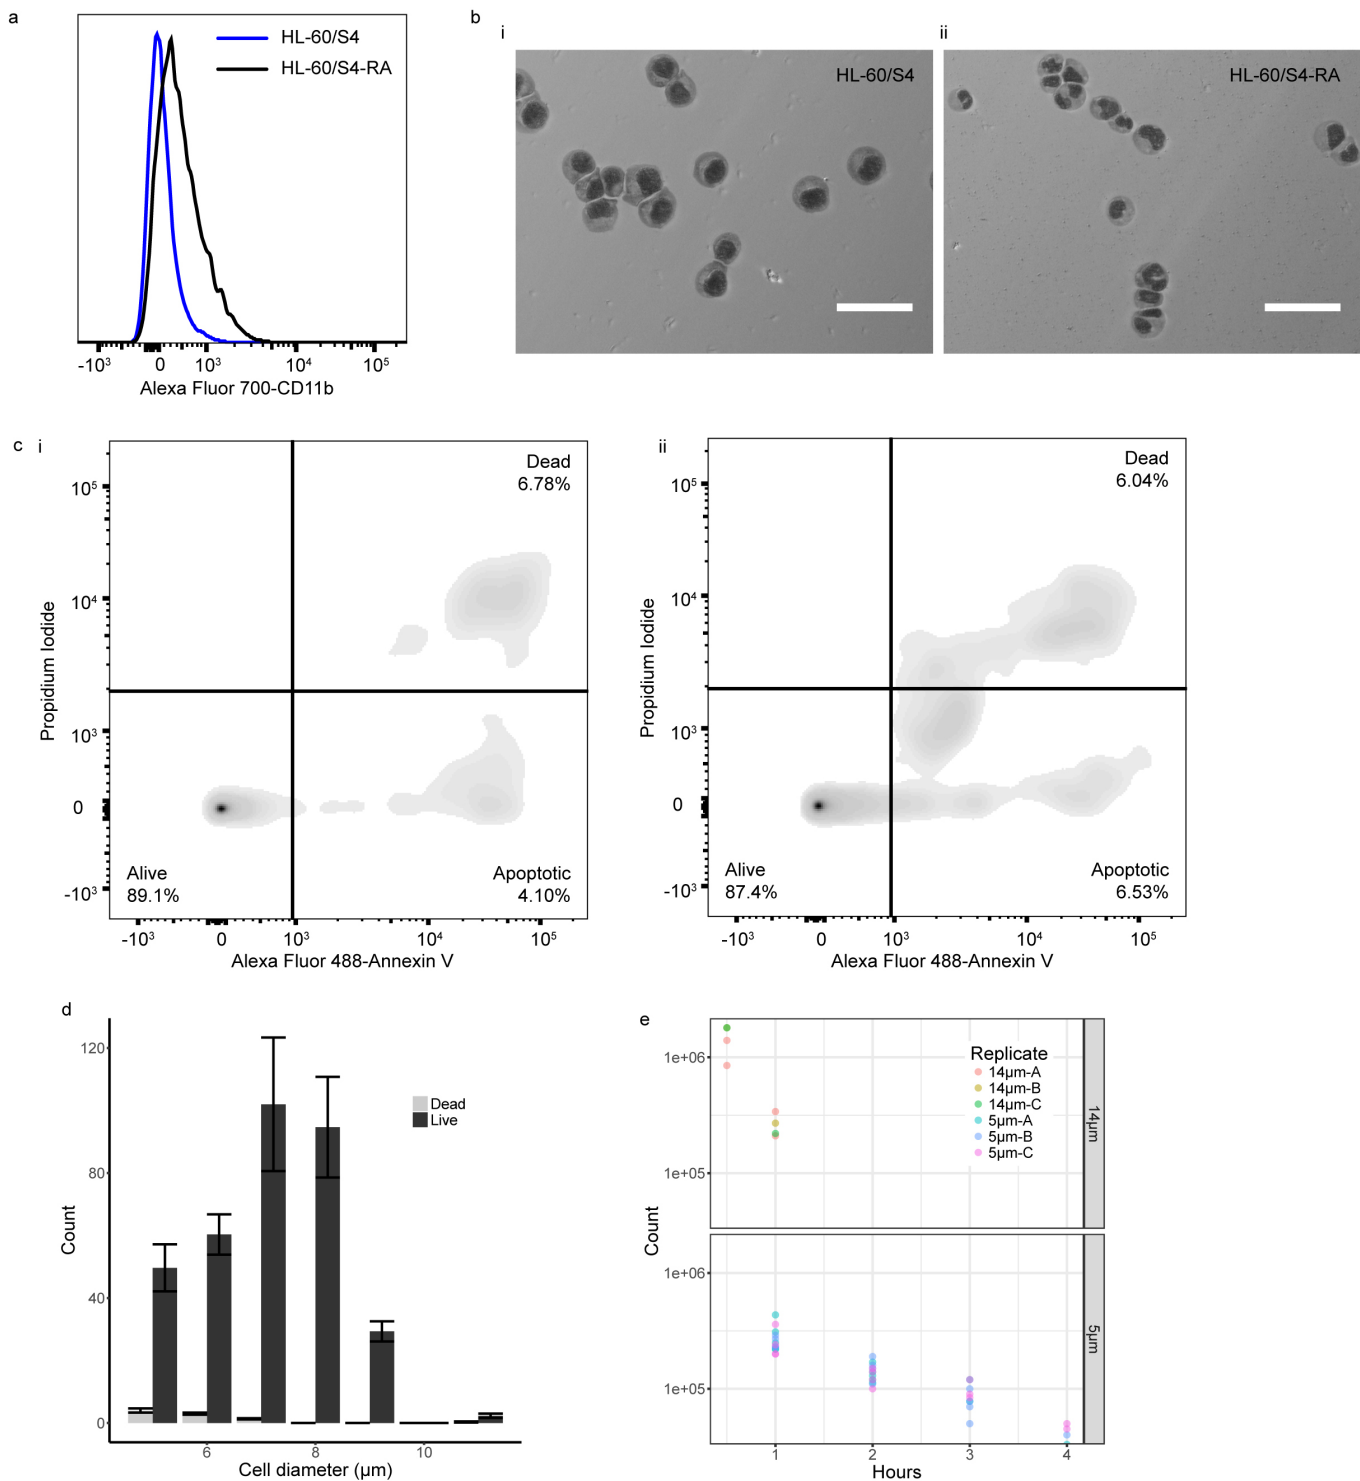 a
HL-60/S4
HL-60/S4-RA
-10³ 0 10³ 10⁴ 10⁵
Alexa Fluor 700-CD11b
b
i
HL-60/S4
ii
HL-60/S4-RA
c i
Dead
6.78%
10⁵
10⁴
10³
0
-10³
Propidium Iodide
Alive
89.1%
Apoptotic
4.10%
-10³ 0 10³ 10⁴ 10⁵
Alexa Fluor 488-Annexin V
ii
Dead
6.04%
10⁵
10⁴
10³
0
-10³
Propidium Iodide
Alive
87.4%
Apoptotic
6.53%
-10³ 0 10³ 10⁴ 10⁵
Alexa Fluor 488-Annexin V
d
120
80
40
0
Count
Dead
Live
6 8 10
Cell diameter (µm)
e
1e+06
1e+05
Replicate
14µm-A
14µm-B
14µm-C
5µm-A
5µm-B
5µm-C
14µm
Count
1e+06
1e+05
5µm
1 2 3 4
Hours